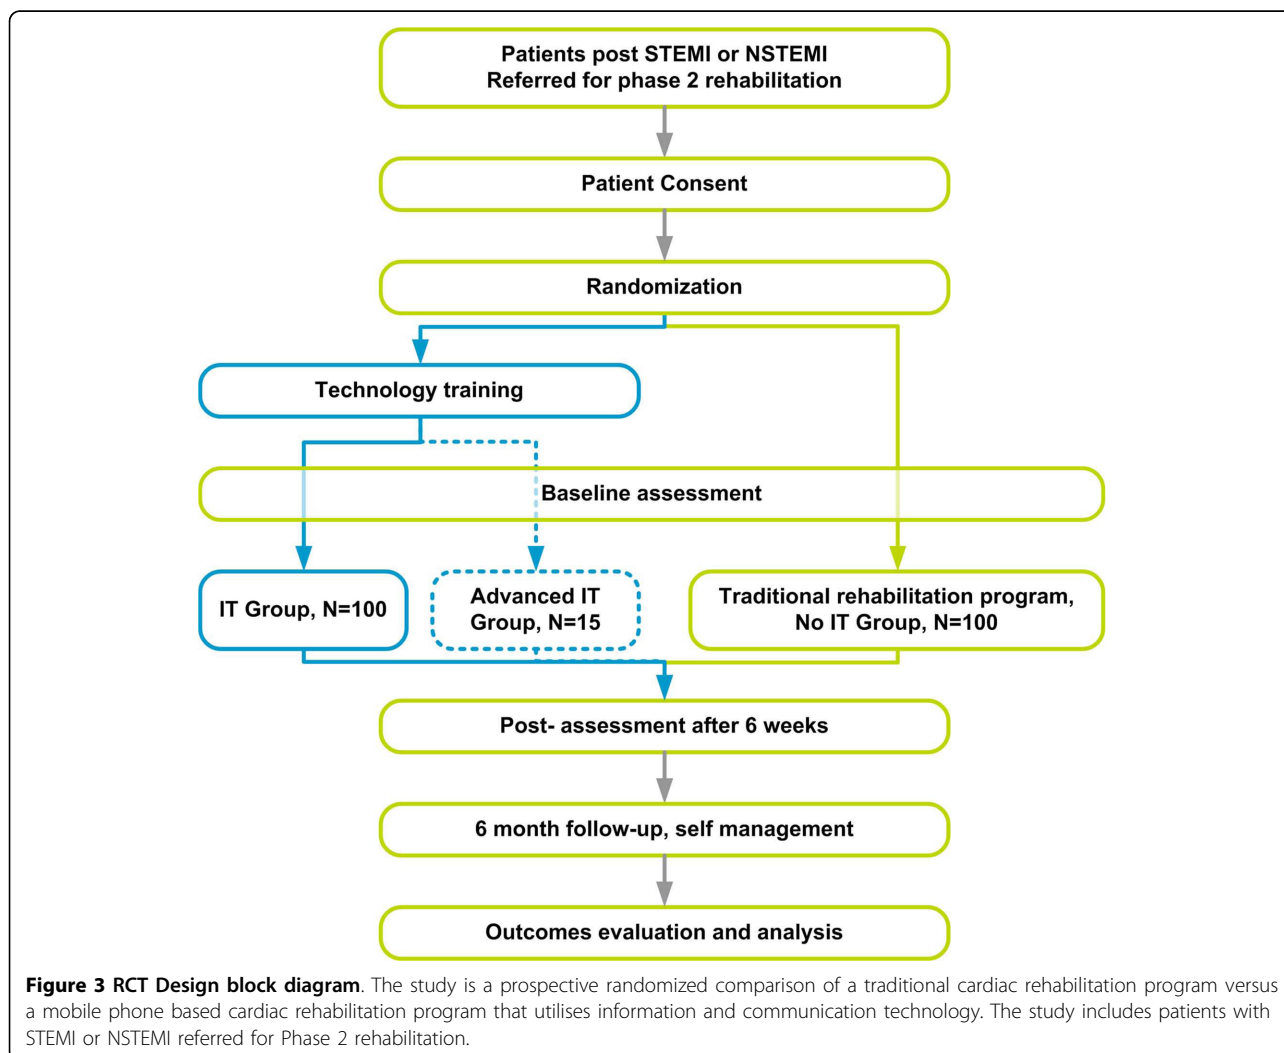 Patients post STEMI or NSTEMI
Referred for phase 2 rehabilitation
Patient Consent
Randomization
Technology training
Baseline assessment
IT Group, N=100
Advanced IT
Group, N=15
Traditional rehabilitation program,
No IT Group, N=100
Post- assessment after 6 weeks
6 month follow-up, self management
Outcomes evaluation and analysis
Figure 3 RCT Design block diagram. The study is a prospective randomized comparison of a traditional cardiac rehabilitation program versus
a mobile phone based cardiac rehabilitation program that utilises information and communication technology. The study includes patients with
STEMI or NSTEMI referred for Phase 2 rehabilitation.